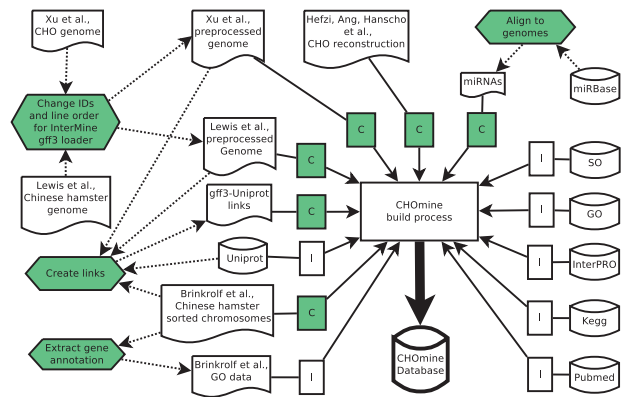 Xu et al.,
CHO genome
Xu et al.,
preprocessed
genome
Hefzi, Ang, Hanscho
et al.,
CHO reconstruction
Align to
genomes
miRNAs
miRBase
Change IDs
and line order
for InterMine
gff3 loader
C
C
C
Lewis et al.,
preprocessed
Genome
C
I
SO
Lewis et al.,
Chinese hamster
genome
gff3-Uniprot
links
C
CHOmine
build process
I
GO
Create links
Uniprot
I
I
InterPRO
Brinkrolf et al.,
Chinese hamster
sorted chromosomes
C
I
Kegg
Extract gene
annotation
Brinkrolf et al.,
GO data
I
CHOmine
Database
I
Pubmed